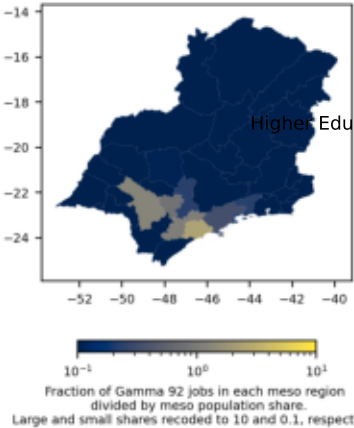 −14
−16
−18
Higher Edu
−20
−22
−24
−52 −50 −48 −46 −44 −42 −40
10⁻¹ 10⁰ 10¹
Fraction of Gamma 92 jobs in each meso region
divided by meso population share.
Large and small shares recoded to 10 and 0.1, respect